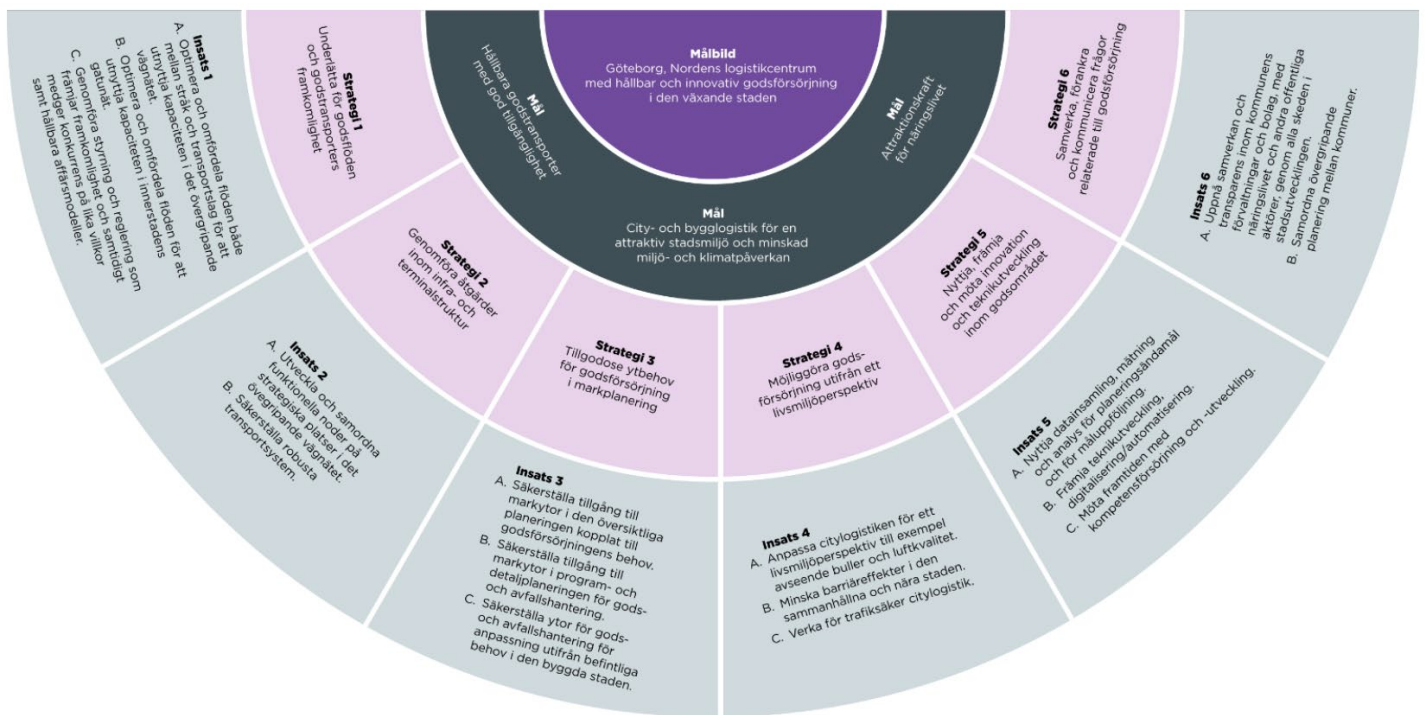 Målbild
Göteborg, Nordens logistikcentrum
med hållbar och innovativ godsförsörjning
i den växande staden
Mål
Hållbara godstransporter
med god tillgänglighet
Mål
City- och bygglogistik för en
attraktiv stadsmiljö och minskad
miljö- och klimatpåverkan
Mål
Attraktionskraft
för näringslivet
Strategi 1
Underlätta för godsflöden
och godstransporters
framkomlighet
Strategi 2
Genomföra åtgärder
inom infra- och
terminalstruktur
Strategi 3
Tillgodose ytbehov
för godsförsörjning
i markplanering
Strategi 4
Möjliggöra gods-
försörjning utifrån ett
livsmiljöperspektiv
Strategi 5
Nyttja, främja
och möta innovation
och teknikutveckling
inom godsområdet
Strategi 6
Samverka, förankra
och kommunicera frågor
relaterade till godsförsörjning
Insats 1
A. Optimera och omfördela flöden både
mellan stråk och transportslag för att
utnyttja kapaciteten i det övergripande
vägnätet.
B. Optimera och omfördela flöden för att
utnyttja kapaciteten i innerstadens
gatunät.
C. Genomföra styrning och reglering som
främjar framkomlighet och samtidigt
medger konkurrens på lika villkor
samt hållbara affärsmodeller.
Insats 2
A. Utveckla och samordna
funktionella noder på
strategiska platser i det
övergripande vägnätet.
B. Säkerställa robusta
transportsystem.
Insats 3
A. Säkerställa tillgång till
markytor i den översiktliga
planeringen kopplat till
godsförsörjningens behov.
B. Säkerställa tillgång till
markytor i program- och
detaljplaneringen för gods-
och avfallshantering.
C. Säkerställa ytor för gods-
och avfallshantering för
anpassning utifrån befintliga
behov i den byggda staden.
Insats 4
A. Anpassa citylogistiken för ett
livsmiljöperspektiv till exempel
avseende buller och luftkvalitet.
B. Minska barriäreffekter i den
sammanhållna och nära staden.
C. Verka för trafiksäker citylogistik.
Insats 5
A. Nyttja datainsamling, mätning
och analys för planeringsändamål
och för måluppföljning.
B. Främja teknikutveckling,
digitalisering/automatisering.
C. Möta framtiden med
kompetensförsörjning och -utveckling.
Insats 6
A. Uppnå samverkan och
transparens inom kommunens
förvaltningar och bolag, med
näringslivet och andra offentliga
aktörer, genom alla skeden i
stadsutvecklingen.
B. Samordna övergripande
planering mellan kommuner.